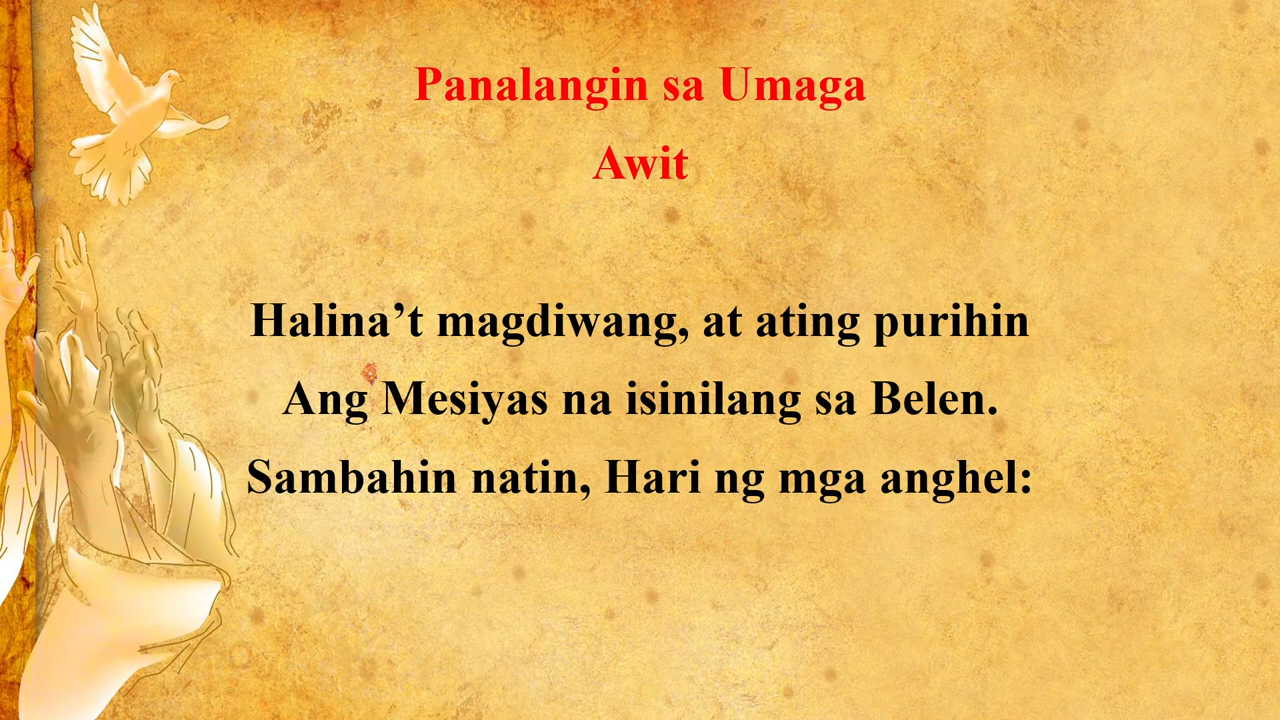 Panalangin sa Umaga
Awit
Halina’t magdiwang, at ating purihin
Ang Mesiyas na isinilang sa Belen.
Sambahin natin, Hari ng mga anghel: